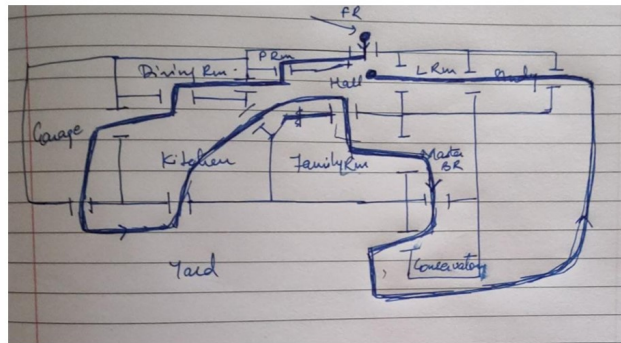 FR
P Rm
Dining Rm
Hall
L Rm
Study
Garage
Kitchen
Family Rm
Master
BR
Yard
Conservatory